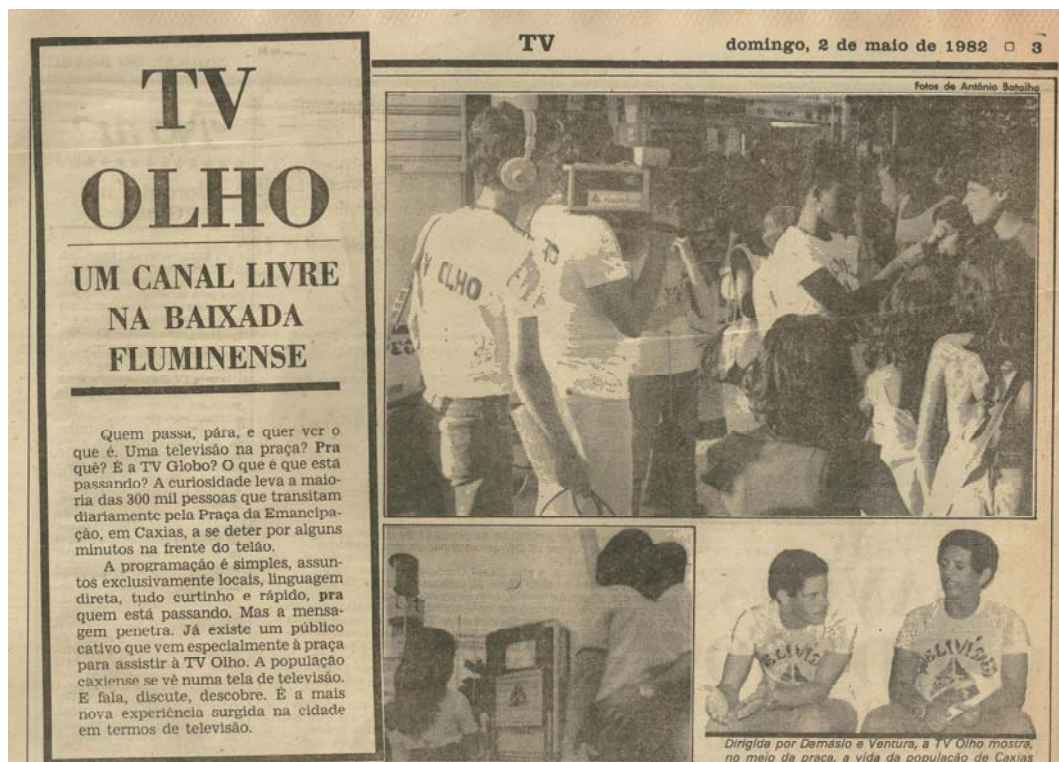 TV
domingo, 2 de maio de 1982 □ 3
TV
OLHO
UM CANAL LIVRE
NA BAIXADA
FLUMINENSE
Quem passa, pára, e quer ver o
que é. Uma televisão na praça? Pra
quê? É a TV Globo? O que é que está
passando? A curiosidade leva a maio-
ria das 300 mil pessoas que transitam
diariamente pela Praça da Emancipa-
ção, em Caxias, a se deter por alguns
minutos na frente do telão.
A programação é simples, assun-
tos exclusivamente locais, linguagem
direta, tudo curtinho e rápido, pra
quem está passando. Mas a mensa-
gem penetra. Já existe um público
cativo que vem especialmente à praça
para assistir à TV Olho. A população
caxiense se vê numa tela de televisão.
E fala, discute, descobre. É a mais
nova experiência surgida na cidade
em termos de televisão.
Fotos de Antônio Batalha
V OLHO
Dirigida por Damásio e Ventura, a TV Olho mostra,
no meio da praça, a vida da população de Caxias